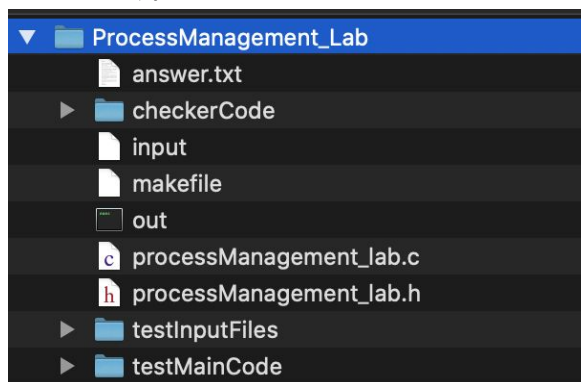 ProcessManagement_Lab
answer.txt
checkerCode
input
makefile
out
c processManagement_lab.c
h processManagement_lab.h
testInputFiles
testMainCode